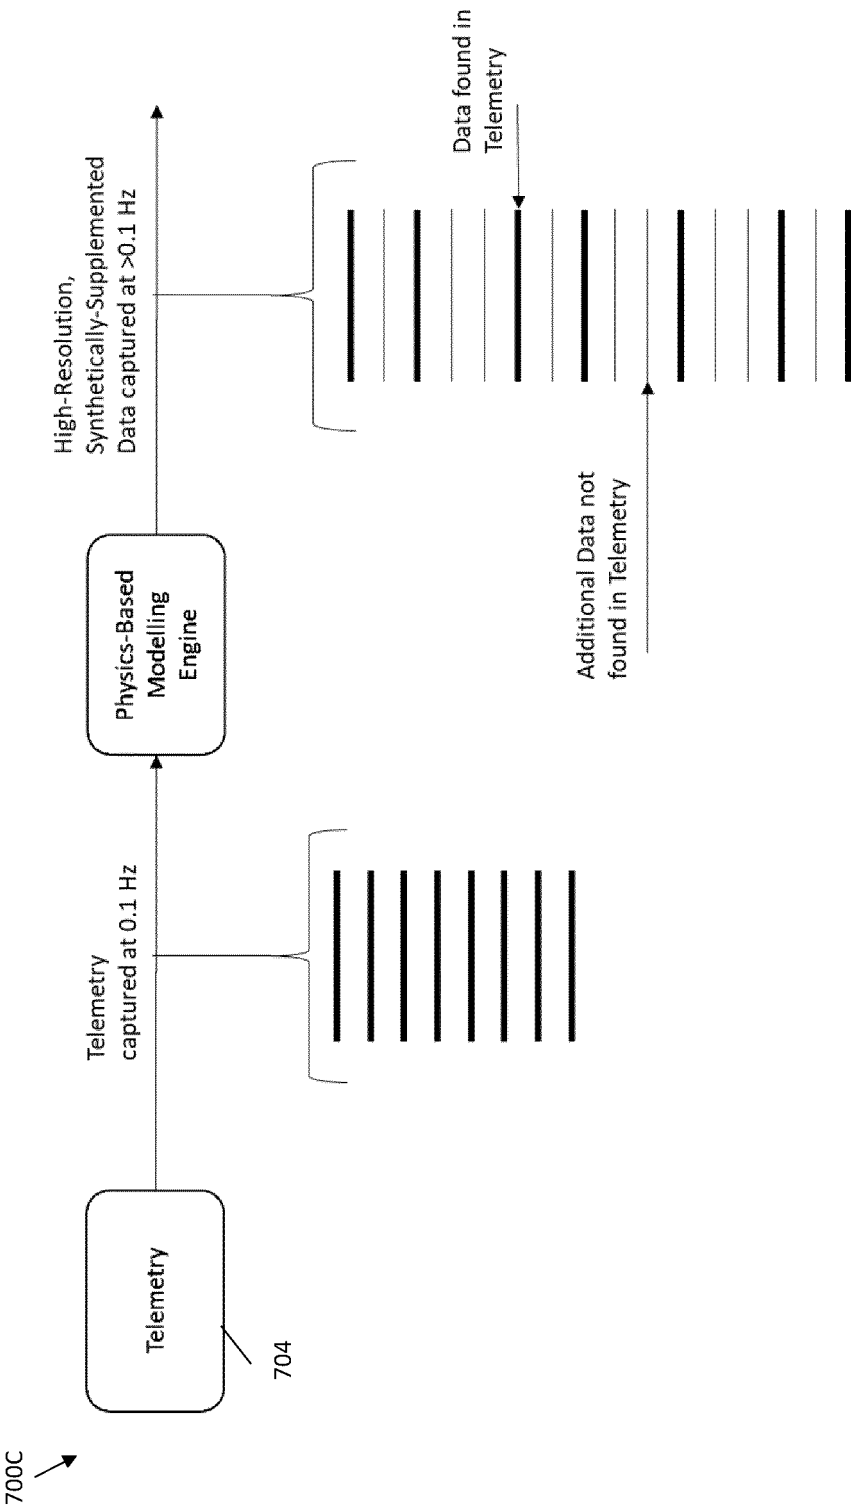 700C
Telemetry
704
Telemetry
captured at 0.1 Hz
Physics-Based
Modelling
Engine
High-Resolution,
Synthetically-Supplemented
Data captured at >0.1 Hz
Additional Data not
found in Telemetry
Data found in
Telemetry